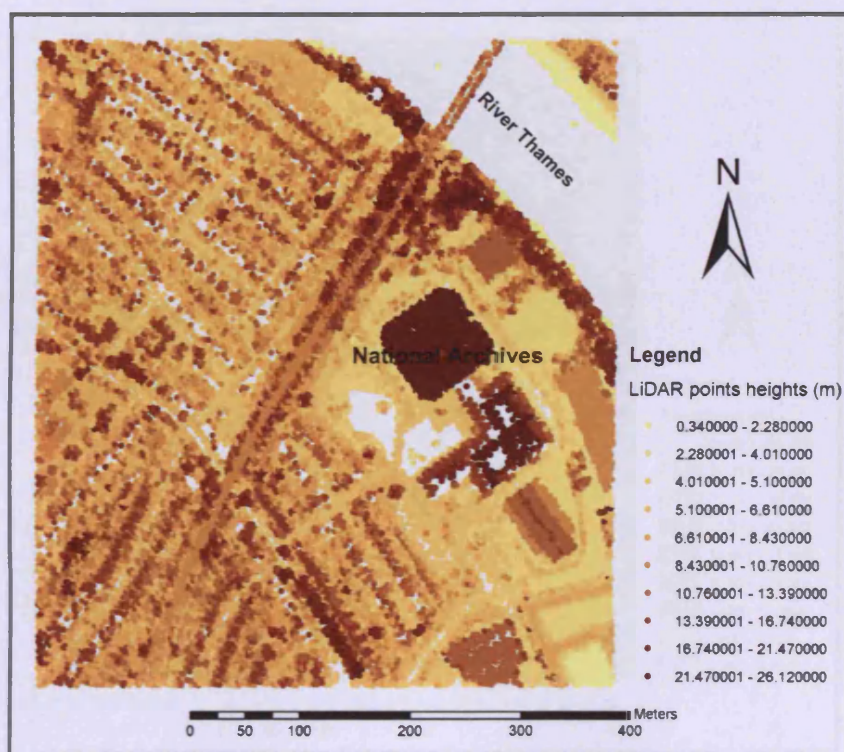 River Thames
N
National Archives
Legend
LiDAR points heights (m)
0.340000 - 2.280000
2.280001 - 4.010000
4.010001 - 5.100000
5.100001 - 6.610000
6.610001 - 8.430000
8.430001 - 10.760000
10.760001 - 13.390000
13.390001 - 16.740000
16.740001 - 21.470000
21.470001 - 26.120000
Meters
0 50 100 200 300 400